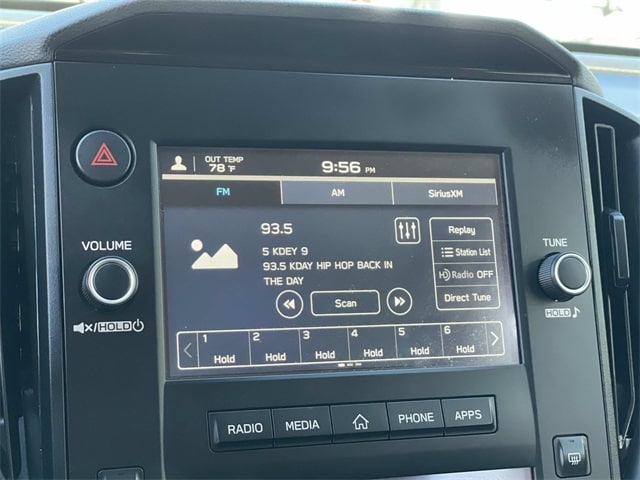 OUT TEMP
78 °F
9:56 PM
FM AM SiriusXM
93.5
5 KDEY 9
93.5 KDAY HIP HOP BACK IN
THE DAY
Replay
Station List
HD Radio OFF
Direct Tune
Scan
1 2 3 4 5 6
Hold Hold Hold Hold Hold Hold
VOLUME
HOLD
TUNE
HOLD
RADIO MEDIA PHONE APPS